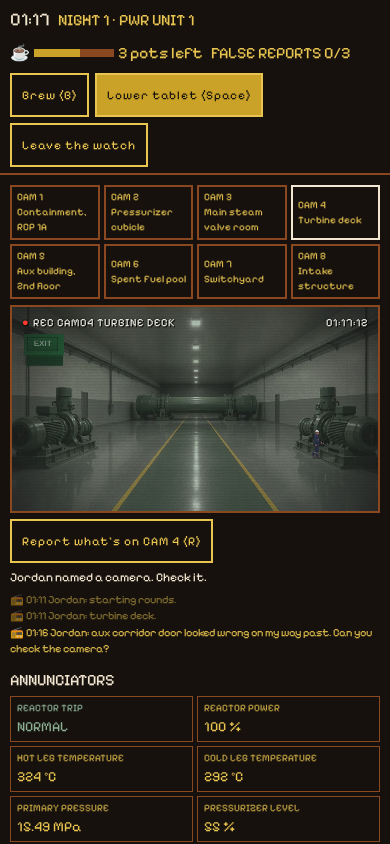 01:17 NIGHT 1 · PWR UNIT 1
3 pots left FALSE REPORTS 0/3
Brew (B)
Lower tablet (Space)
Leave the watch
CAM 1
Containment, RCP 1A
CAM 2
Pressurizer cubicle
CAM 3
Main steam valve room
CAM 4
Turbine deck
CAM 5
Aux building, 2nd floor
CAM 6
Spent fuel pool
CAM 7
Switchyard
CAM 8
Intake structure
REC CAM04 TURBINE DECK
01:17:12
EXIT
Report what's on CAM 4 (R)
Jordan named a camera. Check it.
01:11 Jordan: starting rounds.
01:11 Jordan: turbine deck.
01:16 Jordan: aux corridor door looked wrong on my way past. Can you
check the camera?
ANNUNCIATORS
REACTOR TRIP
NORMAL
REACTOR POWER
100 %
HOT LEG TEMPERATURE
324 °C
COLD LEG TEMPERATURE
292 °C
PRIMARY PRESSURE
15.49 MPa
PRESSURIZER LEVEL
55 %